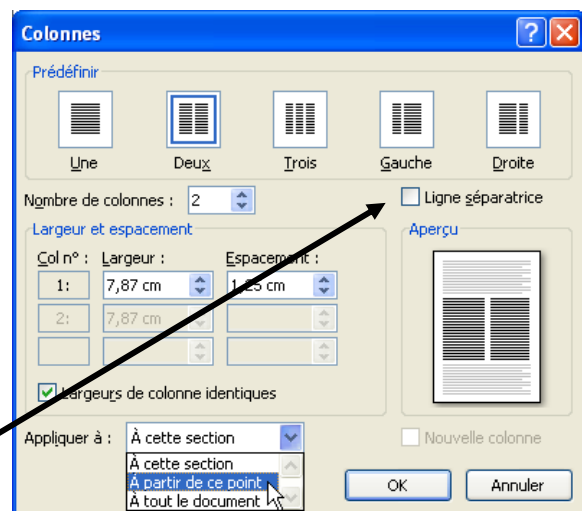 Colonnes
Prédéfinir
Une Deux Trois Gauche Droite
Nombre de colonnes : 2 Ligne séparatrice
Largeur et espacement Aperçu
Col n° : Largeur : Espacement :
1: 7,87 cm 1,25 cm
2: 7,87 cm
Largeurs de colonne identiques
Appliquer à : À cette section Nouvelle colonne
À cette section
À partir de ce point OK Annuler
À tout le document